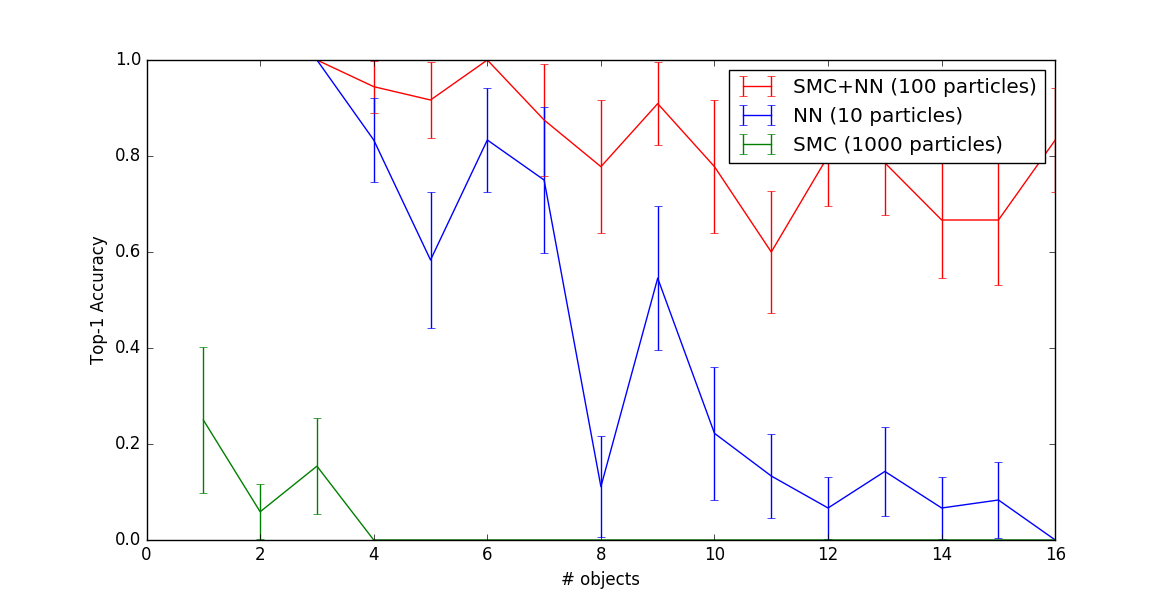 SMC+NN (100 particles)
NN (10 particles)
SMC (1000 particles)
Top-1 Accuracy
1.0
0.8
0.6
0.4
0.2
0.0
0 2 4 6 8 10 12 14 16
# objects